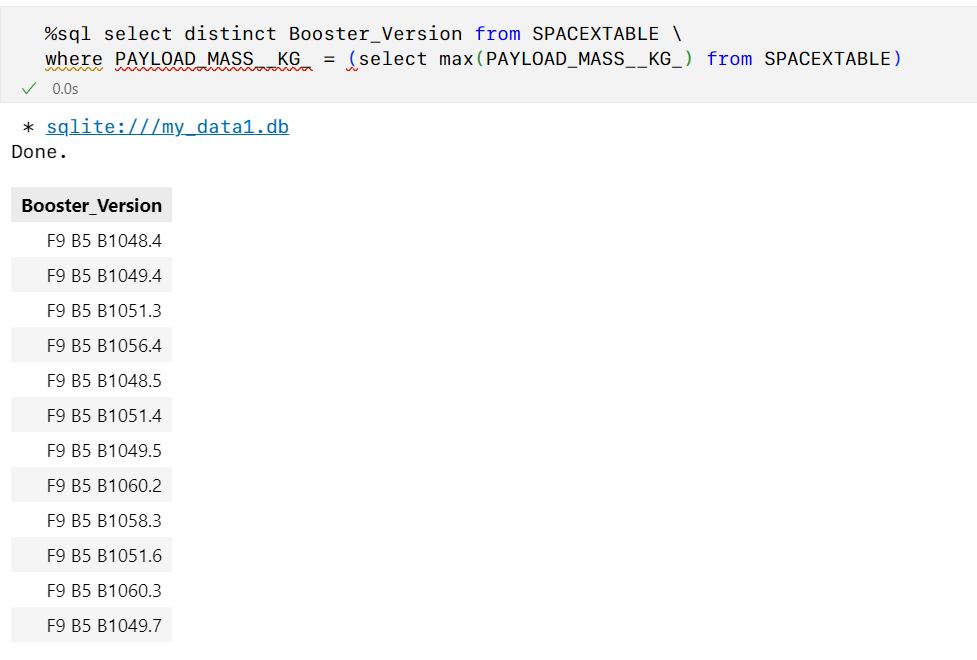 %sql select distinct Booster_Version from SPACEXTABLE \
where PAYLOAD_MASS__KG_ = (select max(PAYLOAD_MASS__KG_) from SPACEXTABLE)
✓ 0.0s
* sqlite:///my_data1.db
Done.
Booster_Version
F9 B5 B1048.4
F9 B5 B1049.4
F9 B5 B1051.3
F9 B5 B1056.4
F9 B5 B1048.5
F9 B5 B1051.4
F9 B5 B1049.5
F9 B5 B1060.2
F9 B5 B1058.3
F9 B5 B1051.6
F9 B5 B1060.3
F9 B5 B1049.7